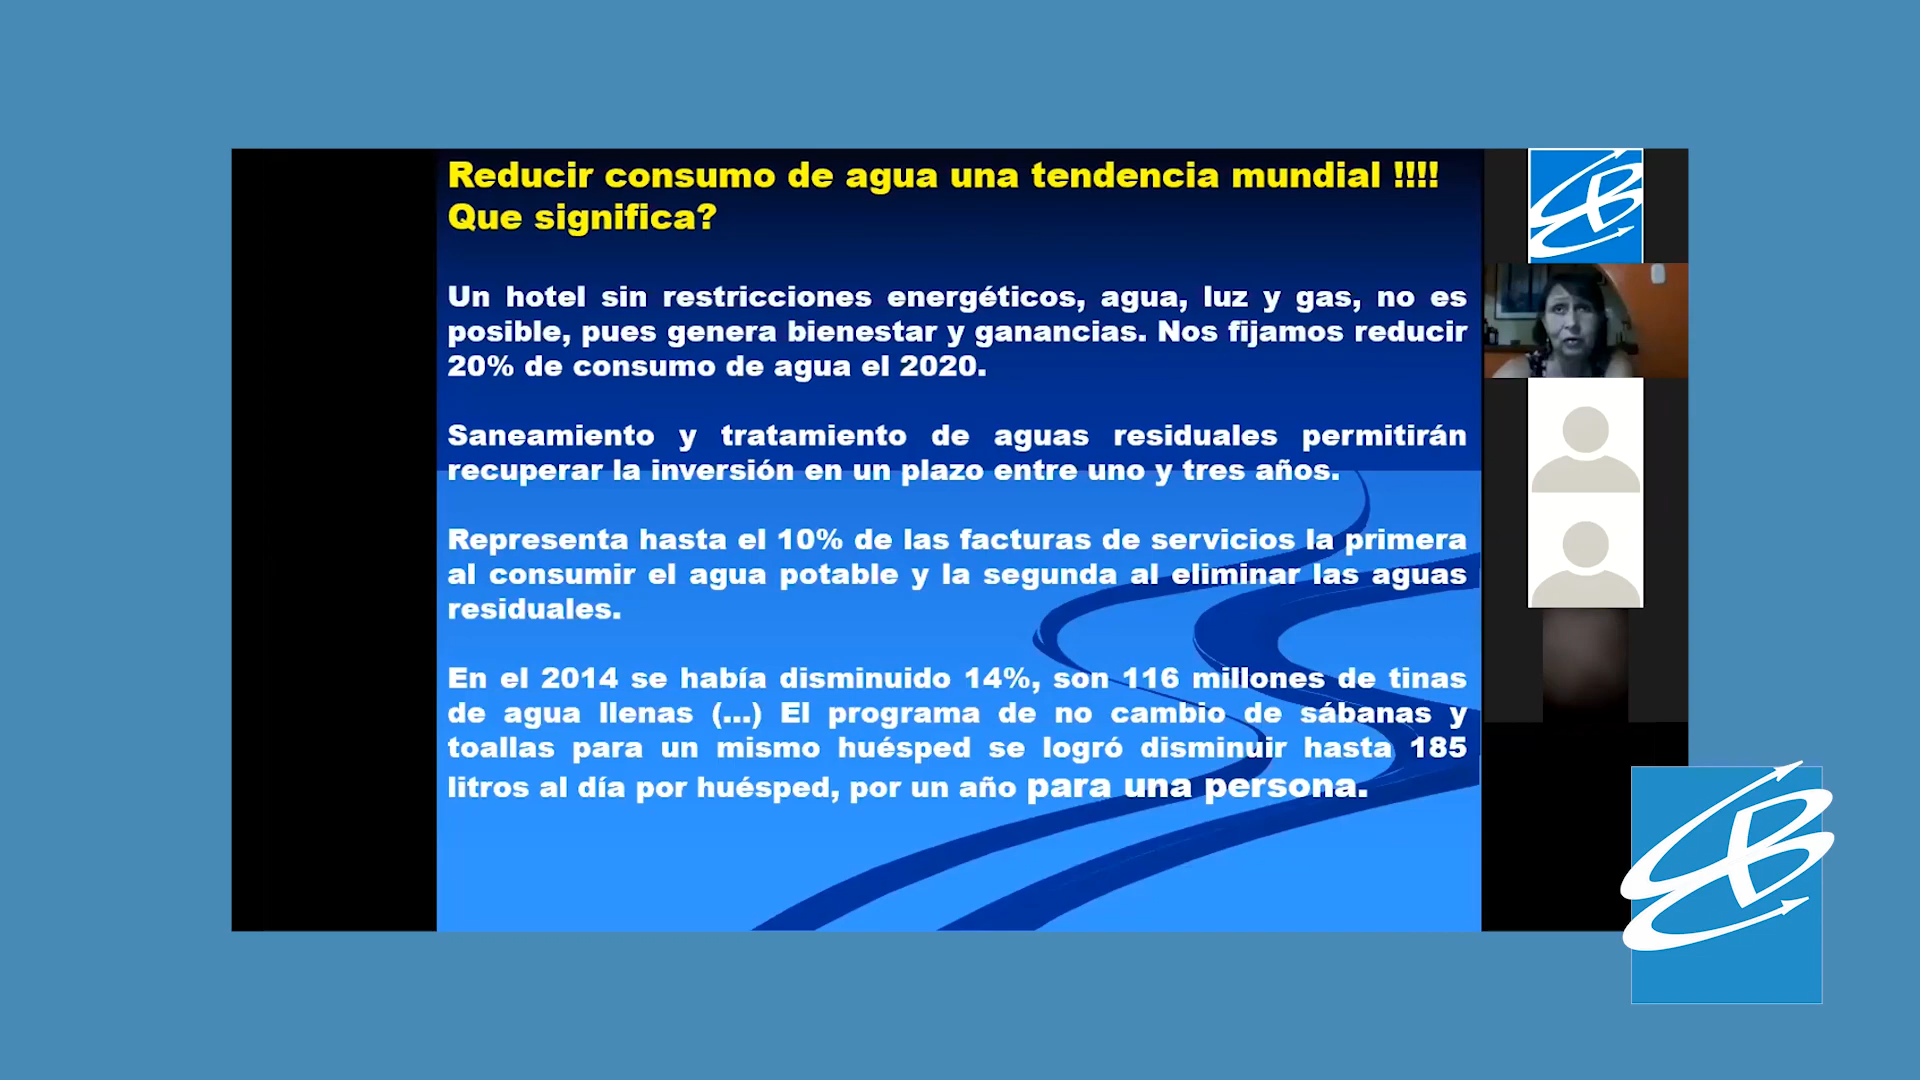 Reducir consumo de agua una tendencia mundial !!!!
Que significa?
Un hotel sin restricciones energéticos, agua, luz y gas, no es
posible, pues genera bienestar y ganancias. Nos fijamos reducir
20% de consumo de agua el 2020.
Saneamiento y tratamiento de aguas residuales permitirán
recuperar la inversión en un plazo entre uno y tres años.
Representa hasta el 10% de las facturas de servicios la primera
al consumir el agua potable y la segunda al eliminar las aguas
residuales.
En el 2014 se había disminuido 14%, son 116 millones de tinas
de agua llenas (...) El programa de no cambio de sábanas y
toallas para un mismo huésped se logró disminuir hasta 185
litros al día por huésped, por un año para una persona.